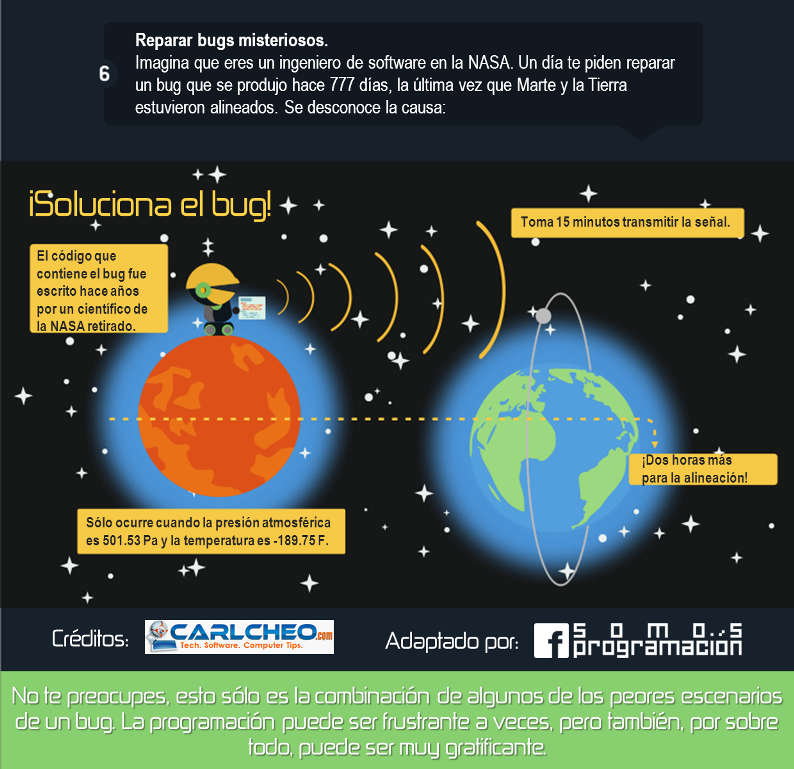 6
Reparar bugs misteriosos.
Imagina que eres un ingeniero de software en la NASA. Un día te piden reparar
un bug que se produjo hace 777 días, la última vez que Marte y la Tierra
estuvieron alineados. Se desconoce la causa:
¡Soluciona el bug!
Toma 15 minutos transmitir la señal.
El código que
contiene el bug fue
escrito hace años
por un científico de
la NASA retirado.
¡Dos horas más
para la alineación!
Sólo ocurre cuando la presión atmosférica
es 501.53 Pa y la temperatura es -189.75 F.
Créditos:
CARLCHEO.com
Tech. Software. Computer Tips.
Adaptado por:
f
somos
programación
No te preocupes, esto sólo es la combinación de algunos de los peores escenarios
de un bug. La programación puede ser frustrante a veces, pero también, por sobre
todo, puede ser muy gratificante.